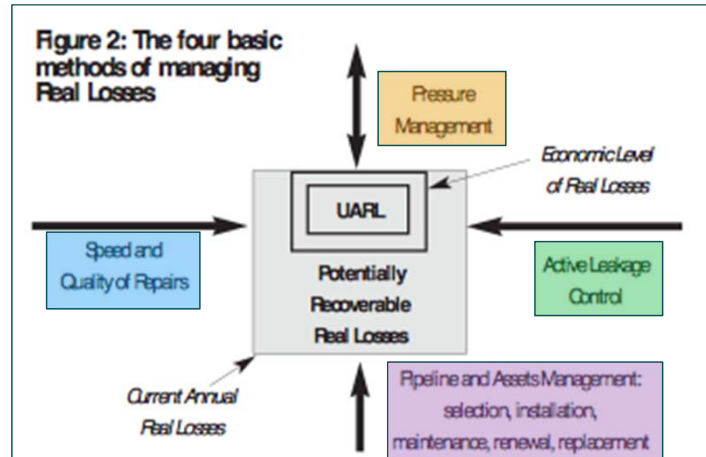 Figure 2: The four basic
methods of managing
Real Losses
Pressure
Management
Economic Level
of Real Losses
UARL
Speed and
Quality of Repairs
Potentially
Recoverable
Real Losses
Active Leakage
Control
Current Annual
Real Losses
Pipeline and Assets Management:
selection, installation,
maintenance, renewal, replacement